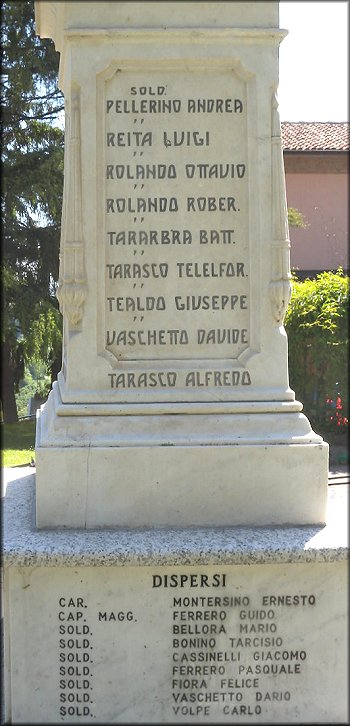 SOLD.
PELLERINO ANDREA
" "
REITA LUIGI
" "
ROLANDO OTTAVIO
" "
ROLANDO ROBER.
" "
TARARBRA BATT.
" "
TARASCO TELELFOR.
" "
TEALDO GIUSEPPE
" "
VASCHETTO DAVIDE
TARASCO ALFREDO
DISPERSI
CAR. MONTERSINO ERNESTO
CAP. MAGG. FERRERO GUIDO
SOLD. BELLORA MARIO
SOLD. BONINO TARCISIO
SOLD. CASSINELLI GIACOMO
SOLD. FERRERO PASQUALE
SOLD. FIORA FELICE
SOLD. VASCHETTO DARIO
SOLD. VOLPE CARLO